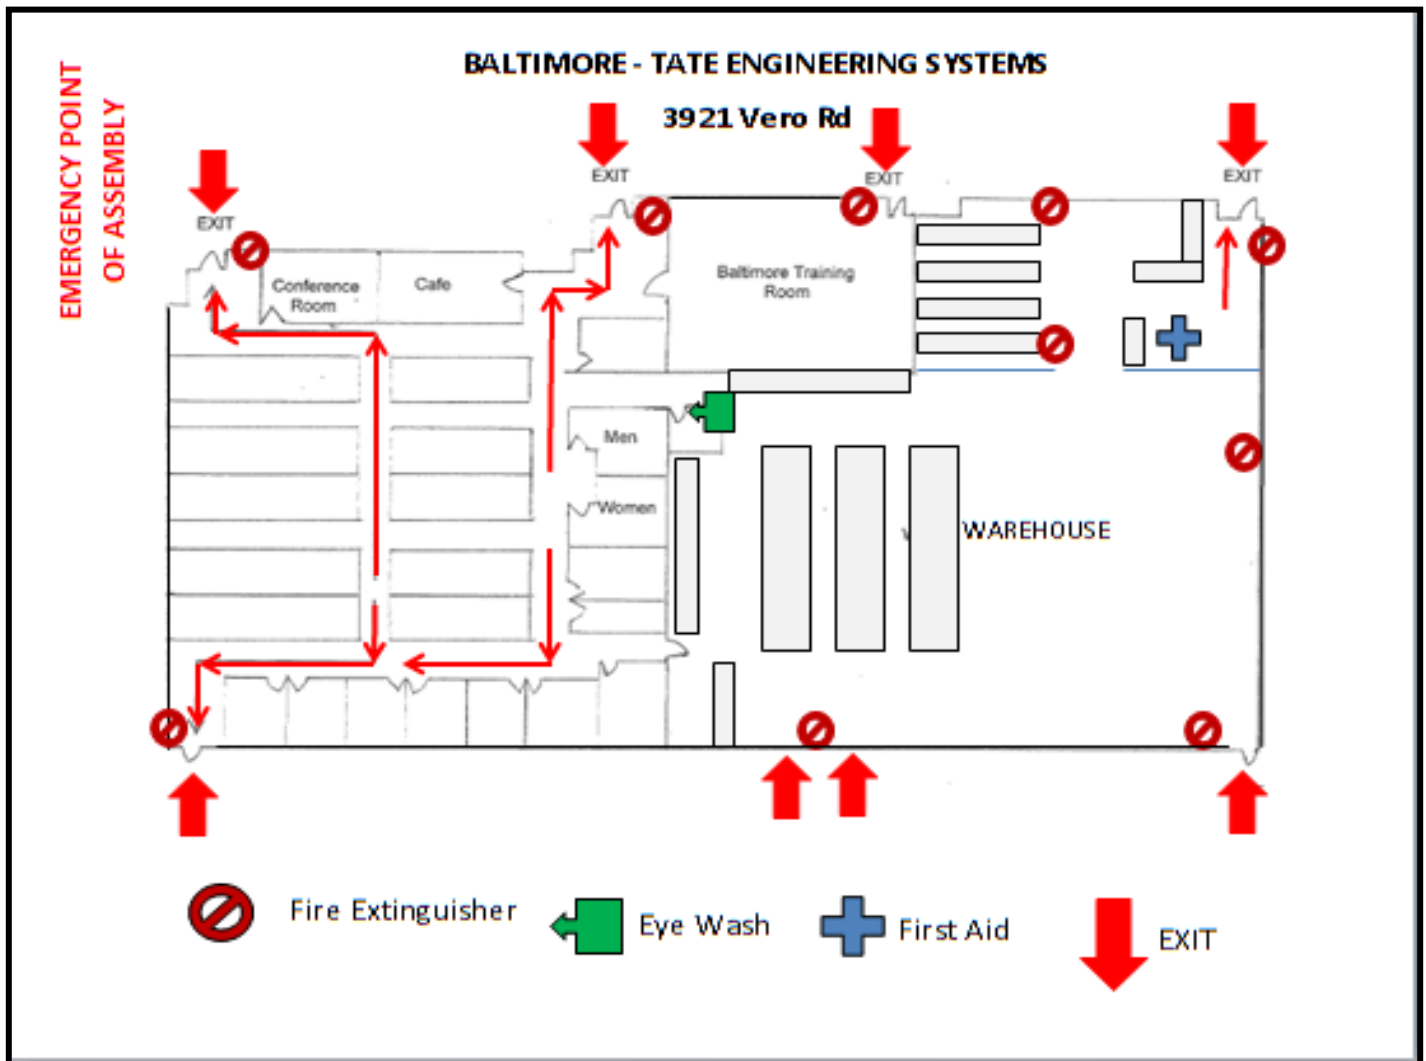 BALTIMORE - TATE ENGINEERING SYSTEMS
3921 Vero Rd
EMERGENCY POINT
OF ASSEMBLY
EXIT
EXIT
EXIT
EXIT
Conference
Room
Cafe
Baltimore Training
Room
Men
Women
WAREHOUSE
Fire Extinguisher
Eye Wash
First Aid
EXIT